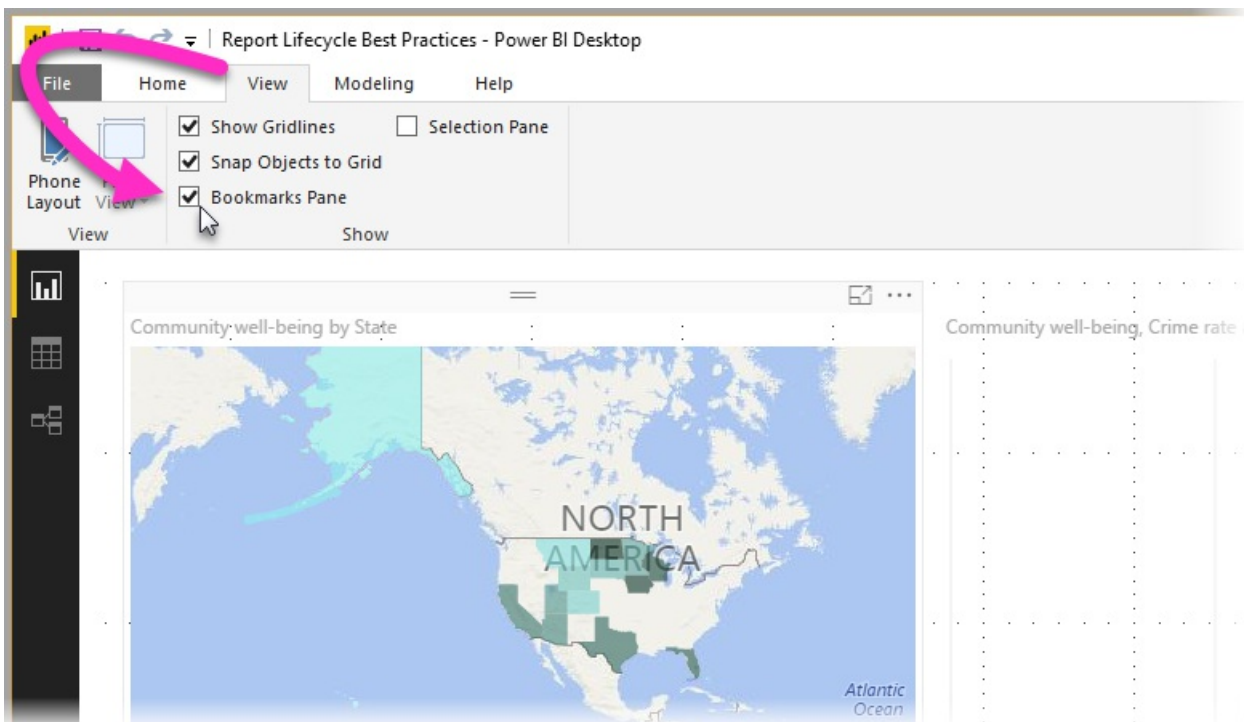 Report Lifecycle Best Practices - Power BI Desktop
File Home View Modeling Help
Show Gridlines Selection Pane
Snap Objects to Grid
Phone Layout View
Bookmarks Pane
View Show
Community well-being by State
Community well-being, Crime rate
NORTH
AMERICA
Atlantic
Ocean